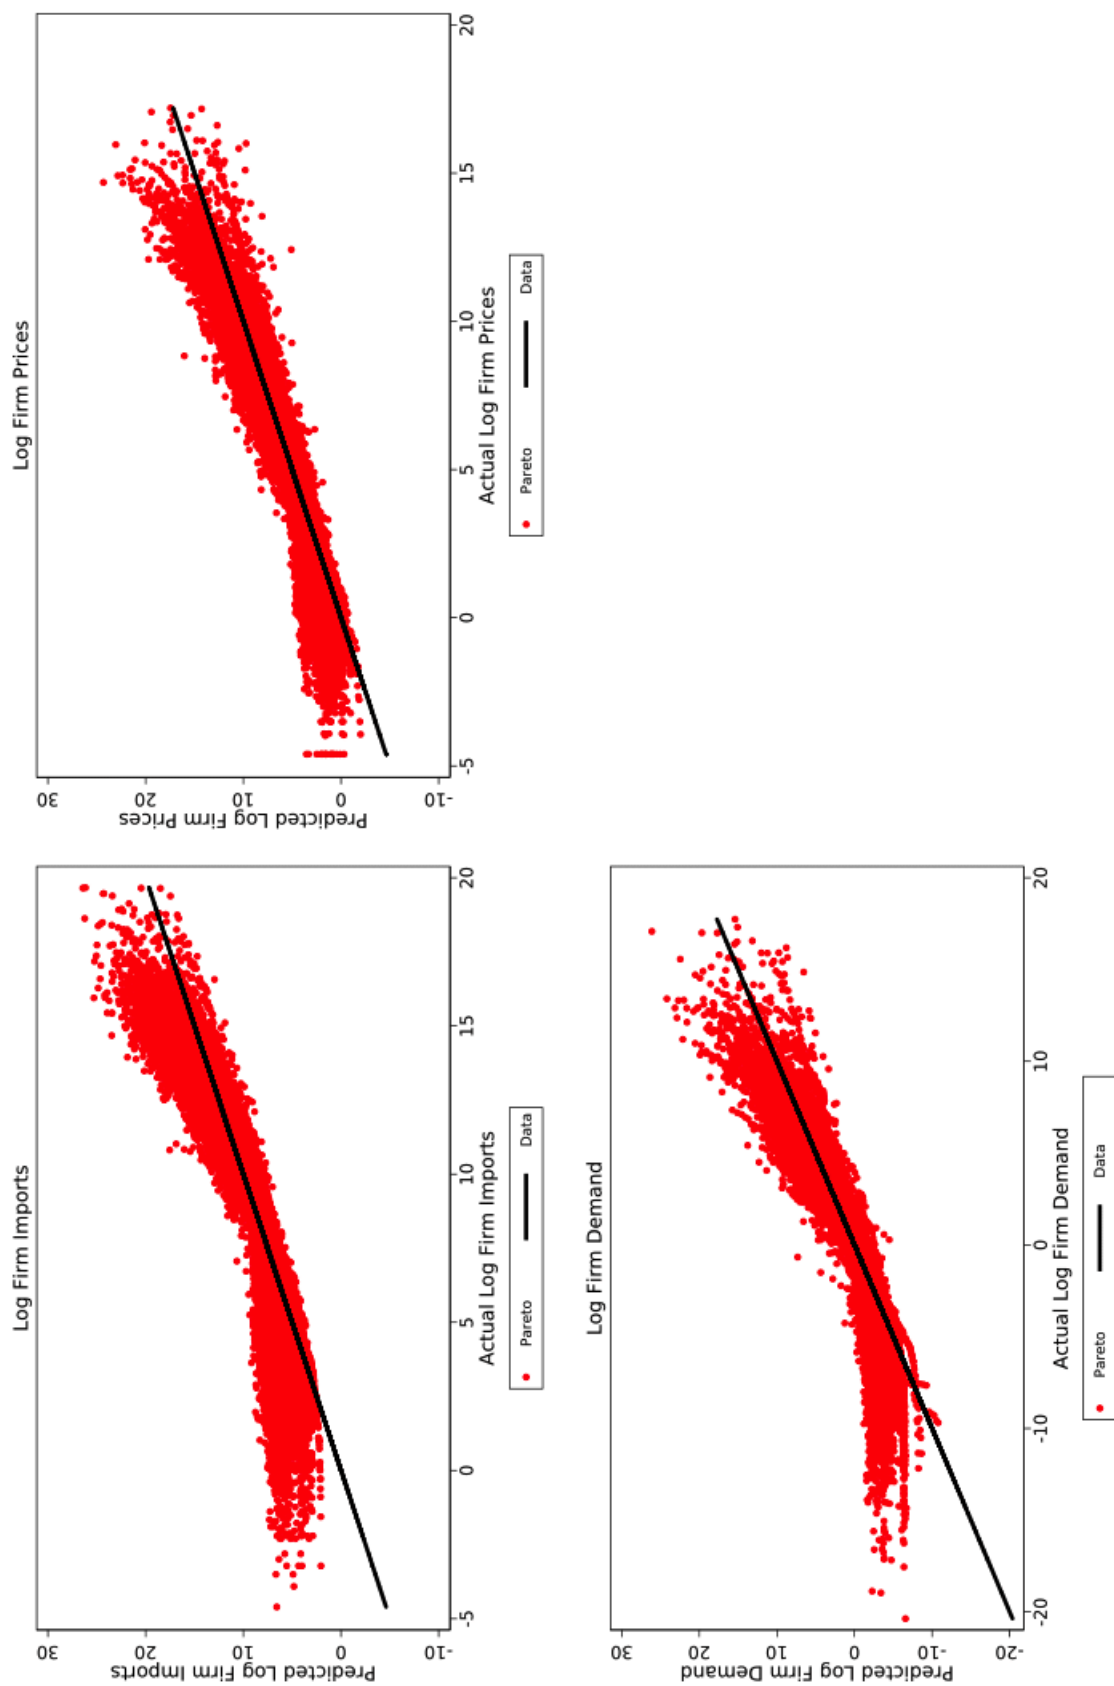 Log Firm Imports
Predicted Log Firm Imports
30
20
10
0
-10
-5
0
5
10
15
20
Actual Log Firm Imports
Pareto
Data
Log Firm Prices
Predicted Log Firm Prices
30
20
10
0
-10
-5
0
5
10
15
20
Actual Log Firm Prices
Pareto
Data
Log Firm Demand
Predicted Log Firm Demand
30
20
10
0
-10
-20
-20
-10
0
10
20
Actual Log Firm Demand
Pareto
Data